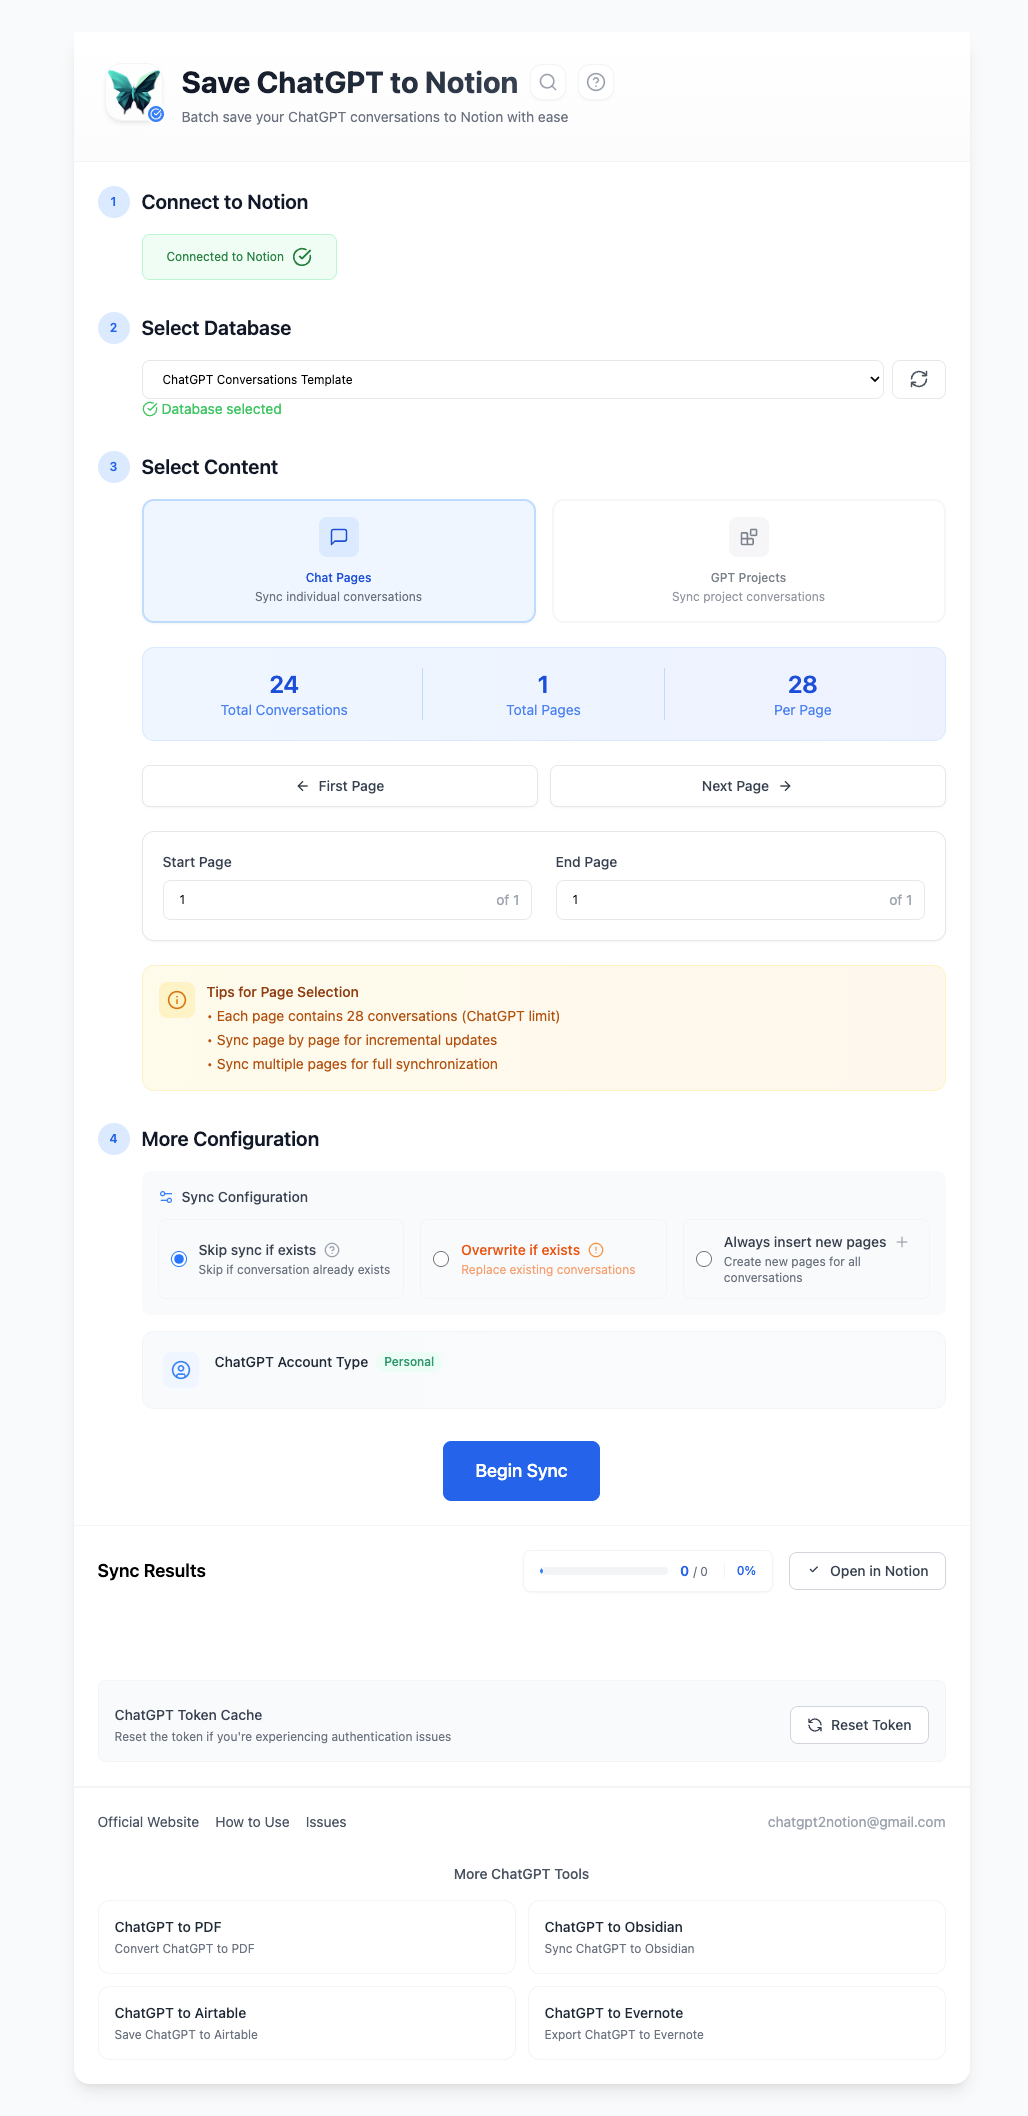 Save ChatGPT to Notion
Batch save your ChatGPT conversations to Notion with ease
1
Connect to Notion
Connected to Notion
2
Select Database
ChatGPT Conversations Template
Database selected
3
Select Content
Chat Pages
Sync individual conversations
GPT Projects
Sync project conversations
24
Total Conversations
1
Total Pages
28
Per Page
First Page
Next Page
Start Page
1 of 1
End Page
1 of 1
Tips for Page Selection
• Each page contains 28 conversations (ChatGPT limit)
• Sync page by page for incremental updates
• Sync multiple pages for full synchronization
4
More Configuration
Sync Configuration
Skip sync if exists
Skip if conversation already exists
Overwrite if exists
Replace existing conversations
Always insert new pages
Create new pages for all
conversations
ChatGPT Account Type Personal
Begin Sync
Sync Results
0 / 0 0%
Open in Notion
ChatGPT Token Cache
Reset the token if you're experiencing authentication issues
Reset Token
Official Website How to Use Issues
chatgpt2notion@gmail.com
More ChatGPT Tools
ChatGPT to PDF
Convert ChatGPT to PDF
ChatGPT to Obsidian
Sync ChatGPT to Obsidian
ChatGPT to Airtable
Save ChatGPT to Airtable
ChatGPT to Evernote
Export ChatGPT to Evernote